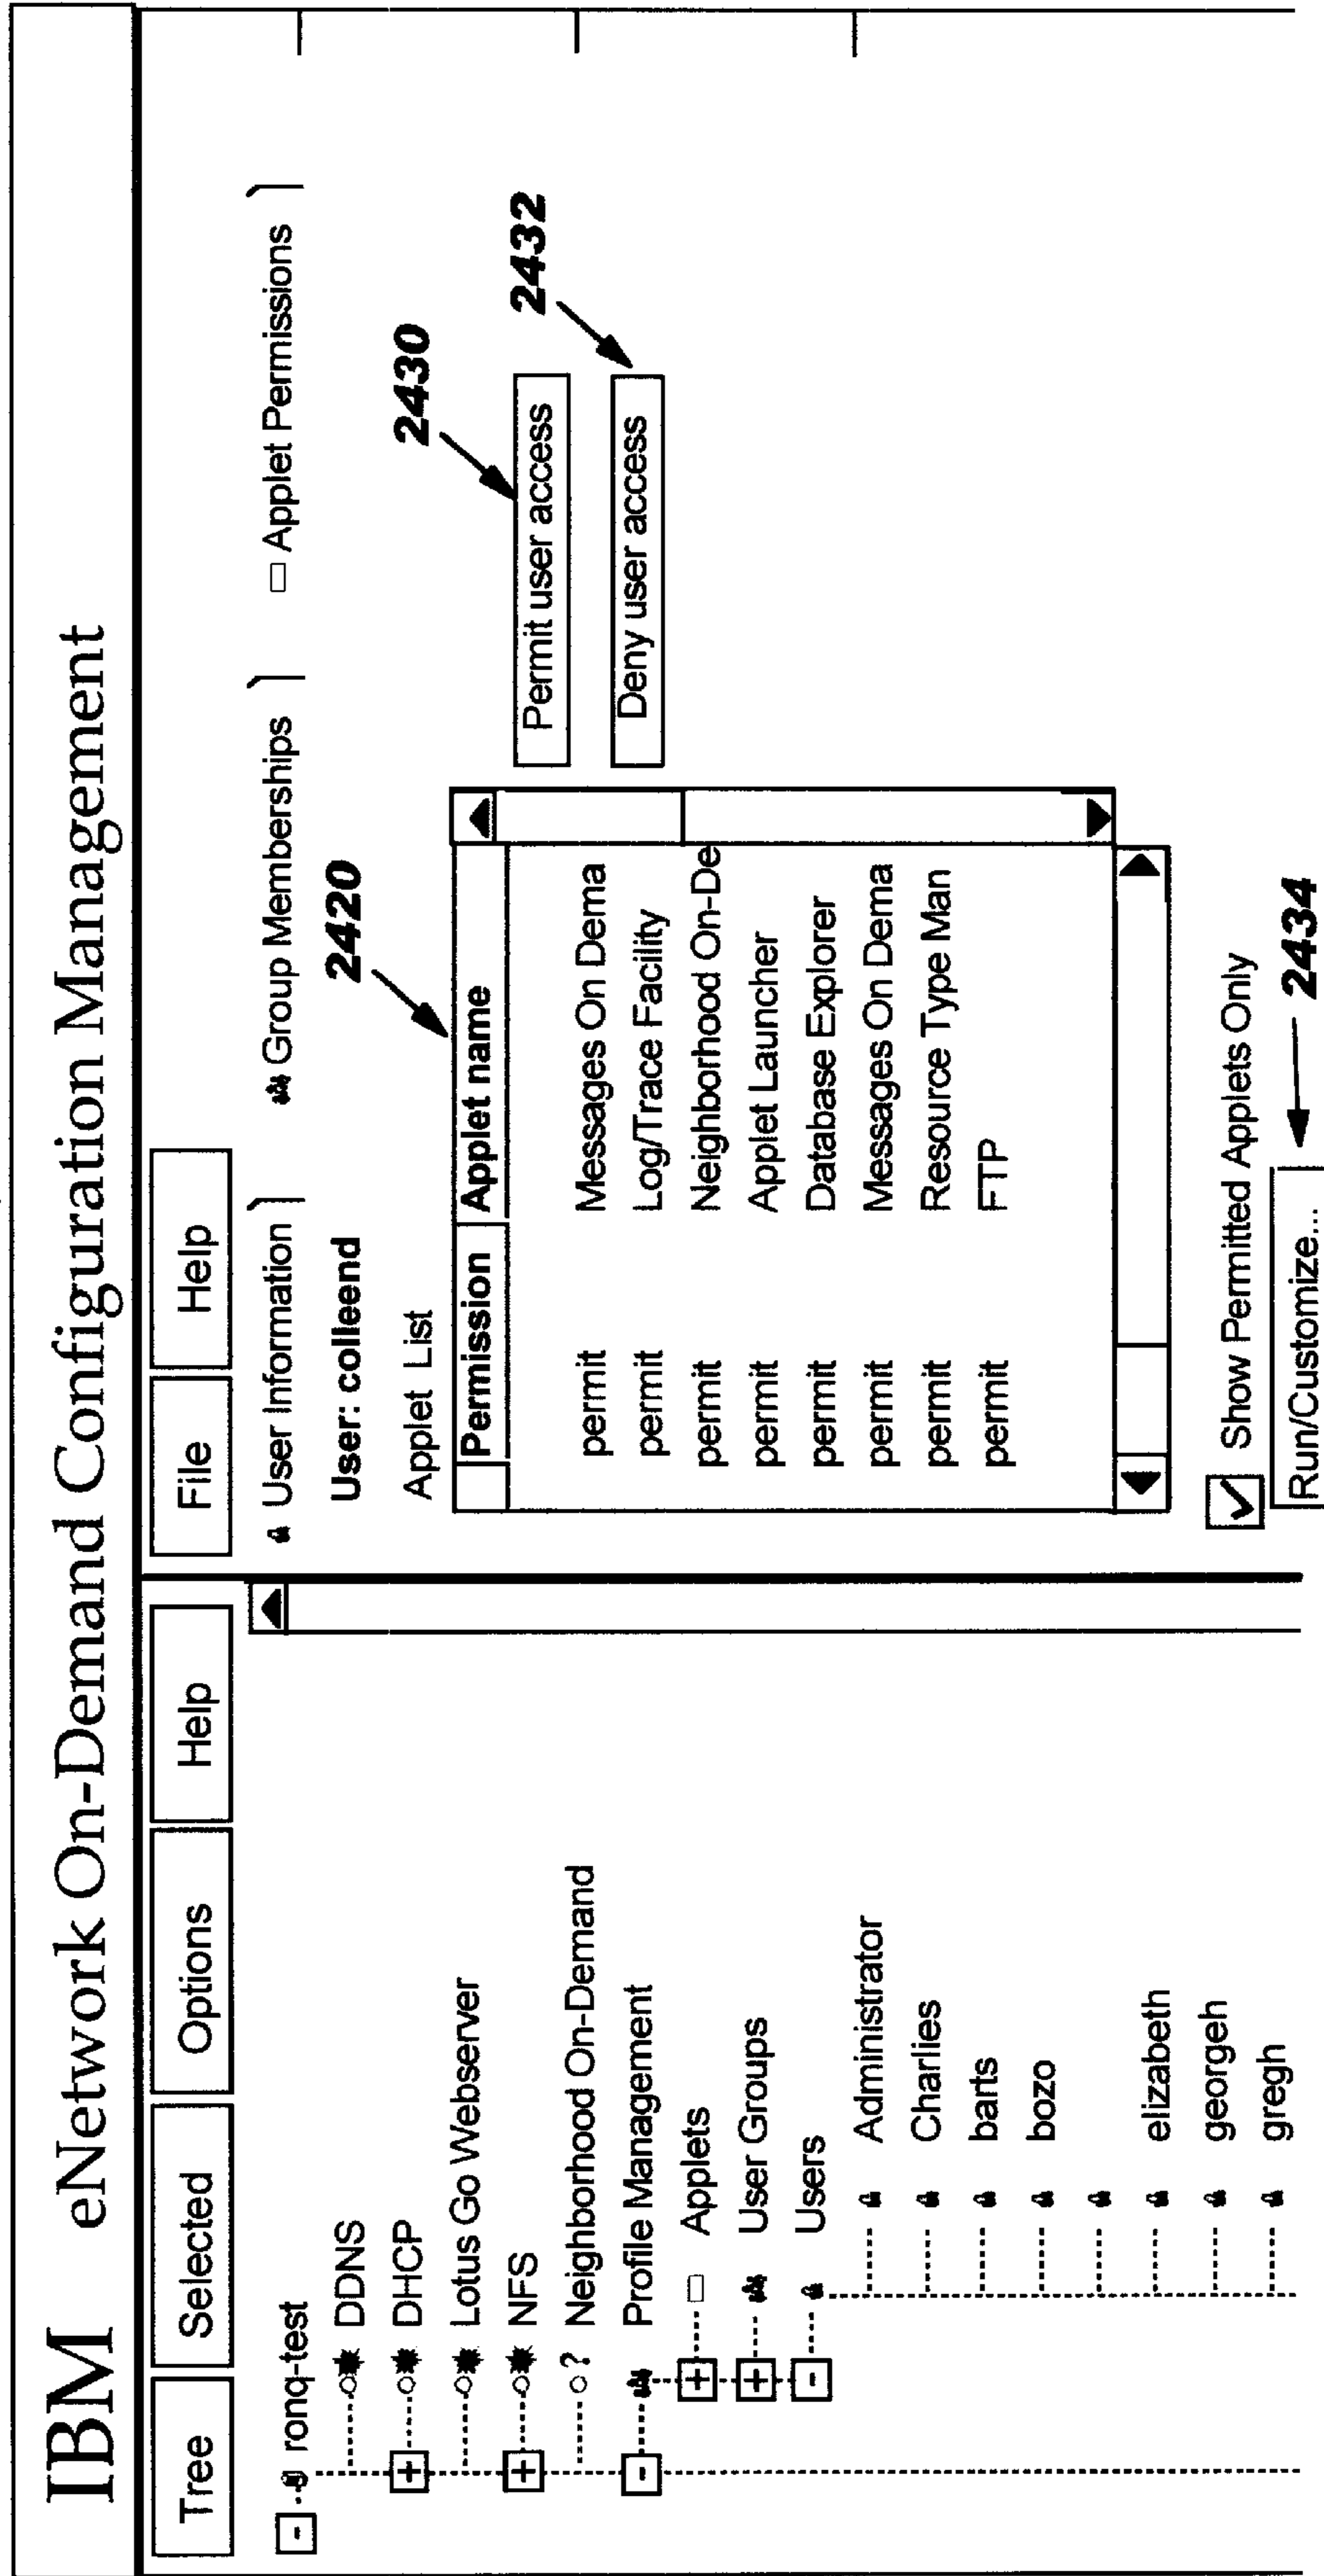 IBM eNetwork On-Demand Configuration Management
Tree Selected Options Help
ronq-test
DDNS
DHCP
Lotus Go Webserver
NFS
? Neighborhood On-Demand
Profile Management
Applets
User Groups
Users
Administrator
Charlies
barts
bozo
elizabeth
georgeh
gregh
File Help
User Information Group Memberships Applet Permissions
User: colleend
Applet List
2420
Permission Applet name
permit Messages On Dema
permit Log/Trace Facility
permit Neighborhood On-De
permit Applet Launcher
permit Database Explorer
permit Messages On Dema
permit Resource Type Man
permit FTP
2430
Permit user access
2432
Deny user access
Show Permitted Applets Only
Run/Customize... 2434